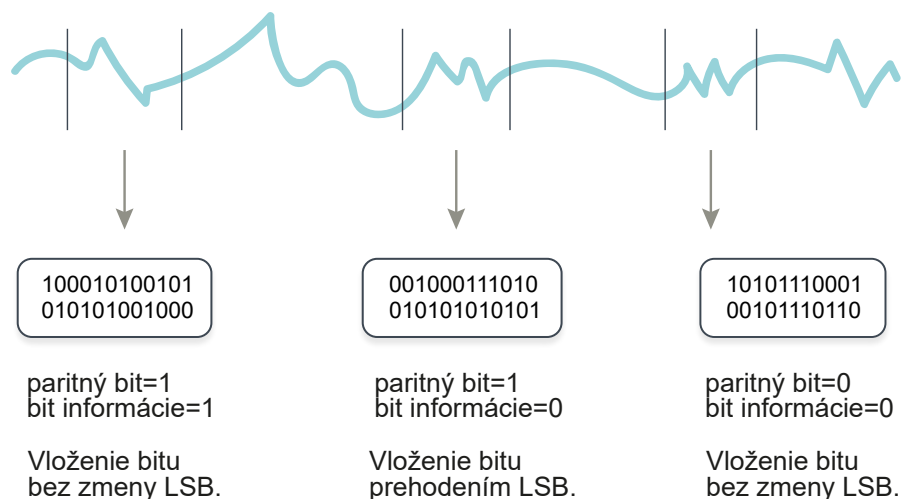 100010100101
010101001000
001000111010
010101010101
10101110001
00101110110
paritný bit=1
bit informácie=1
paritný bit=1
bit informácie=0
paritný bit=0
bit informácie=0
Vloženie bitu
bez zmeny LSB.
Vloženie bitu
prehodením LSB.
Vloženie bitu
bez zmeny LSB.